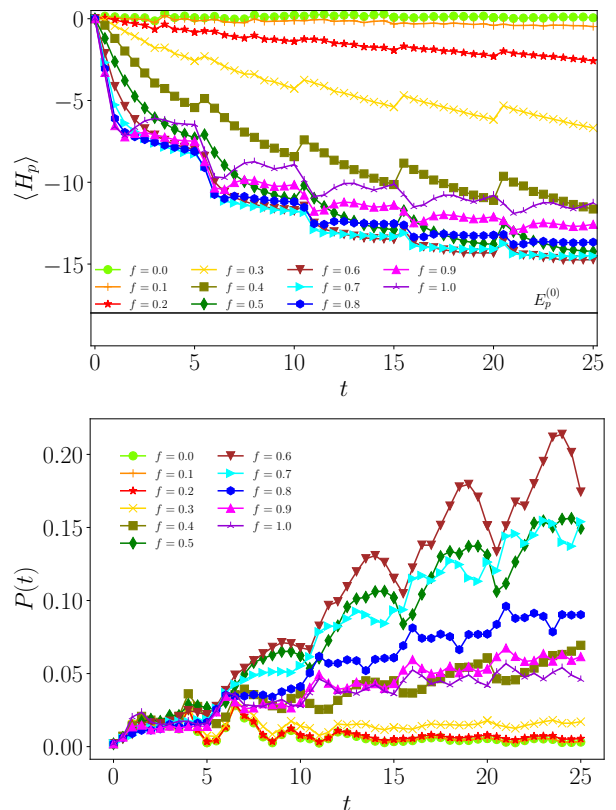 0
−5
−10
−15
⟨H_p⟩
f = 0.0 f = 0.3 f = 0.6 f = 0.9
f = 0.1 f = 0.4 f = 0.7 f = 1.0
f = 0.2 f = 0.5 f = 0.8
E_p^{(0)}
0 5 10 15 20 25
t
0.20
0.15
0.10
0.05
0.00
P(t)
f = 0.0 f = 0.6
f = 0.1 f = 0.7
f = 0.2 f = 0.8
f = 0.3 f = 0.9
f = 0.4 f = 1.0
f = 0.5
0 5 10 15 20 25
t